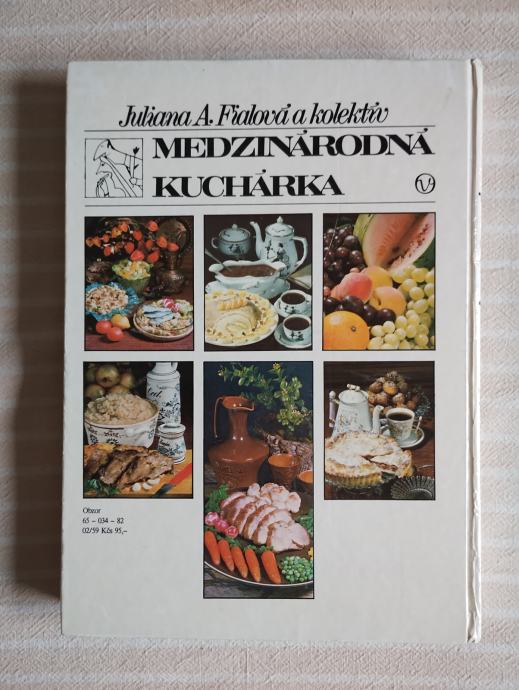 Juliana A. Fialová a kolektív
MEDZINÁRODNÁ
KUCHÁRKA
Obzor
65 – 034 – 82
02/59 Kčs 95,–